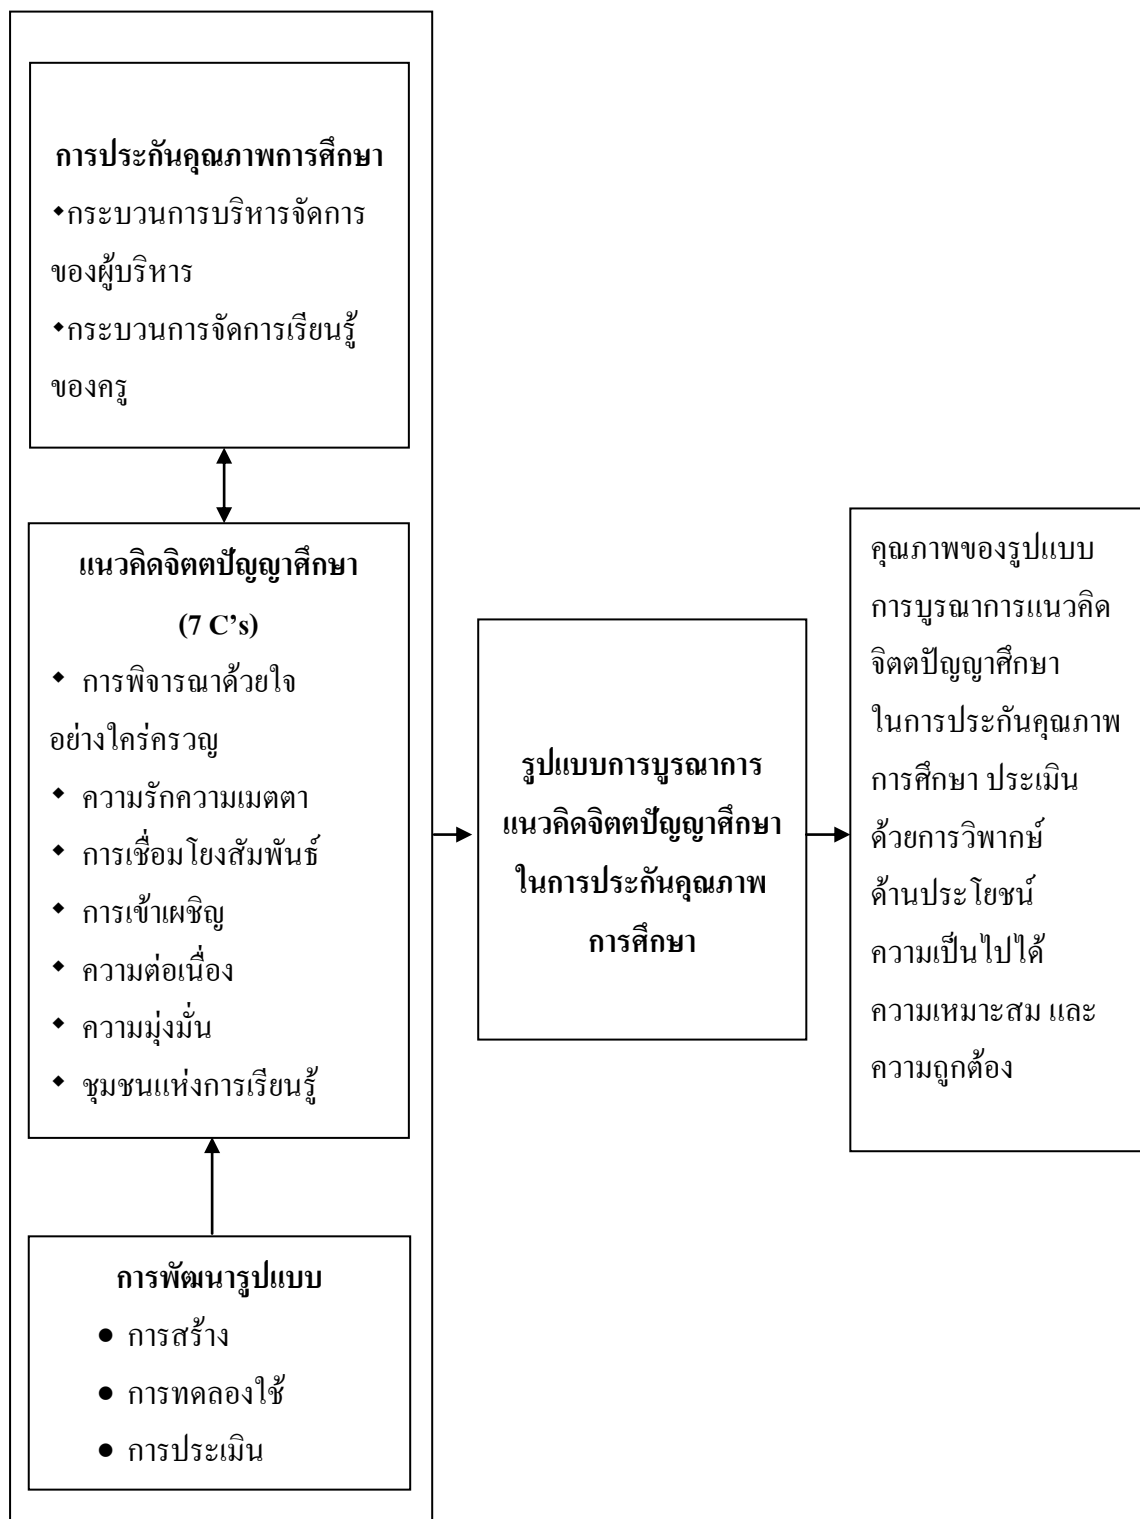 การประกันคุณภาพการศึกษา
◆กระบวนการบริหารจัดการ
ของผู้บริหาร
◆กระบวนการจัดการเรียนรู้
ของครู
แนวคิดจิตตปัญญาศึกษา
(7 C’s)
◆ การพิจารณาด้วยใจ
อย่างใคร่ครวญ
◆ ความรักความเมตตา
◆ การเชื่อมโยงสัมพันธ์
◆ การเข้าเผชิญ
◆ ความต่อเนื่อง
◆ ความมุ่งมั่น
◆ ชุมชนแห่งการเรียนรู้
การพัฒนารูปแบบ
● การสร้าง
● การทดลองใช้
● การประเมิน
รูปแบบการบูรณาการ
แนวคิดจิตตปัญญาศึกษา
ในการประกันคุณภาพ
การศึกษา
คุณภาพของรูปแบบ
การบูรณาการแนวคิด
จิตตปัญญาศึกษา
ในการประกันคุณภาพ
การศึกษา ประเมิน
ด้วยการวิพากษ์
ด้านประโยชน์
ความเป็นไปได้
ความเหมาะสม และ
ความถูกต้อง